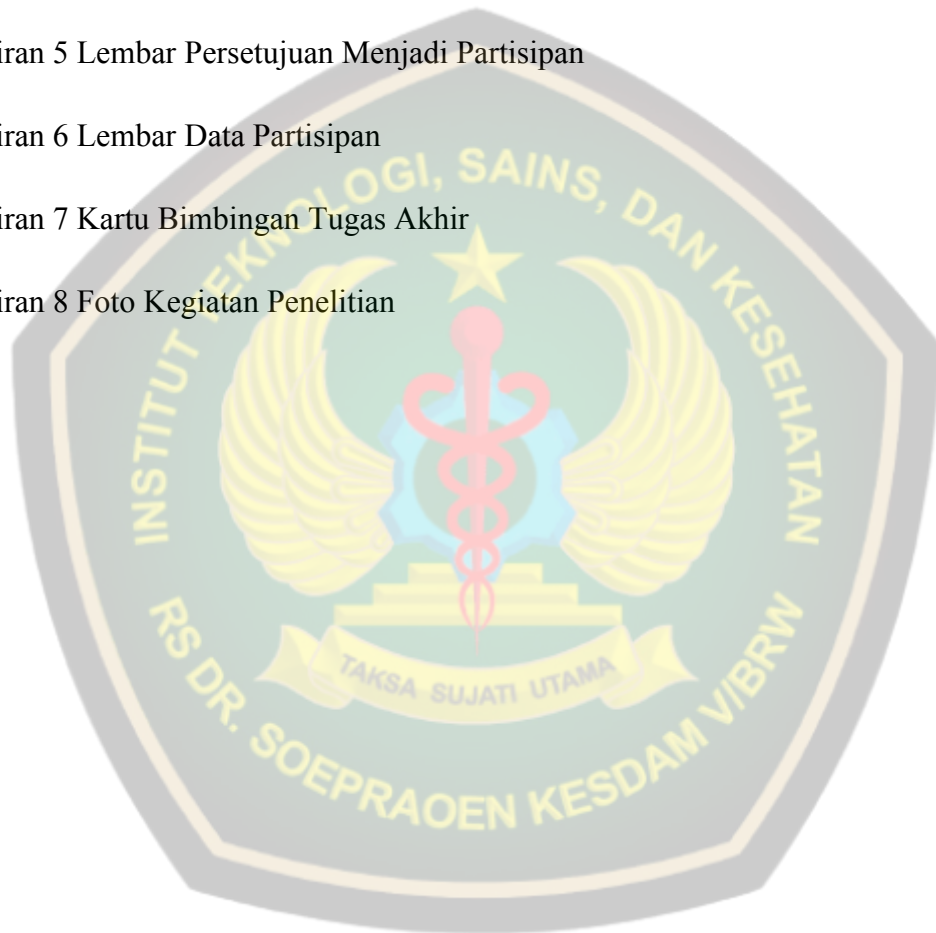 iran 5 Lembar Persetujuan Menjadi Partisipan
iran 6 Lembar Data Partisipan
iran 7 Kartu Bimbingan Tugas Akhir
iran 8 Foto Kegiatan Penelitian
INSTITUT TEKNOLOGI, SAINS, DAN KESEHATAN
TAKSA SUJATI UTAMA
RS DR. SOEPRAOEN KESDAM V/BRW